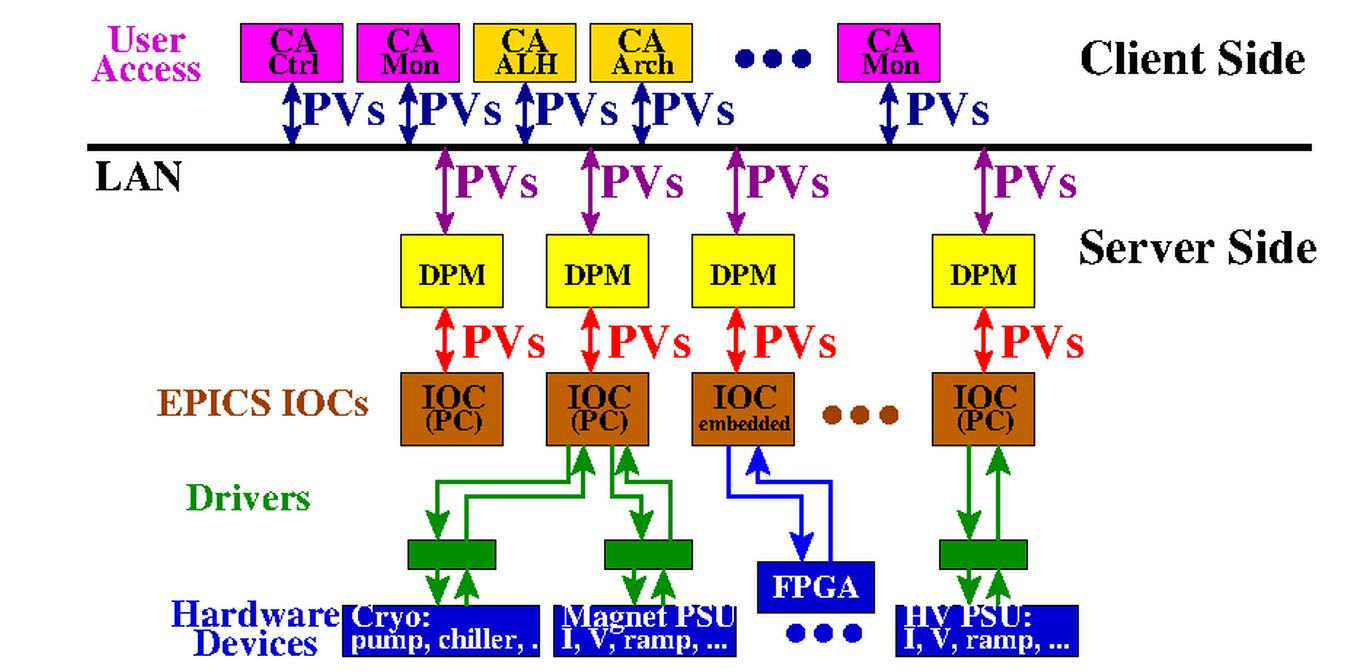 User
Access
CA
Ctrl
CA
Mon
CA
ALH
CA
Arch
CA
Mon
Client Side
PVs
PVs
PVs
PVs
PVs
LAN
PVs
PVs
PVs
PVs
Server Side
DPM
DPM
DPM
DPM
PVs
PVs
PVs
PVs
EPICS IOCs
IOC
(PC)
IOC
(PC)
IOC
embedded
IOC
(PC)
Drivers
Hardware
Devices
Cryo:
pump, chiller, .
Magnet PSU
I, V, ramp, ...
FPGA
HV PSU:
I, V, ramp, ...